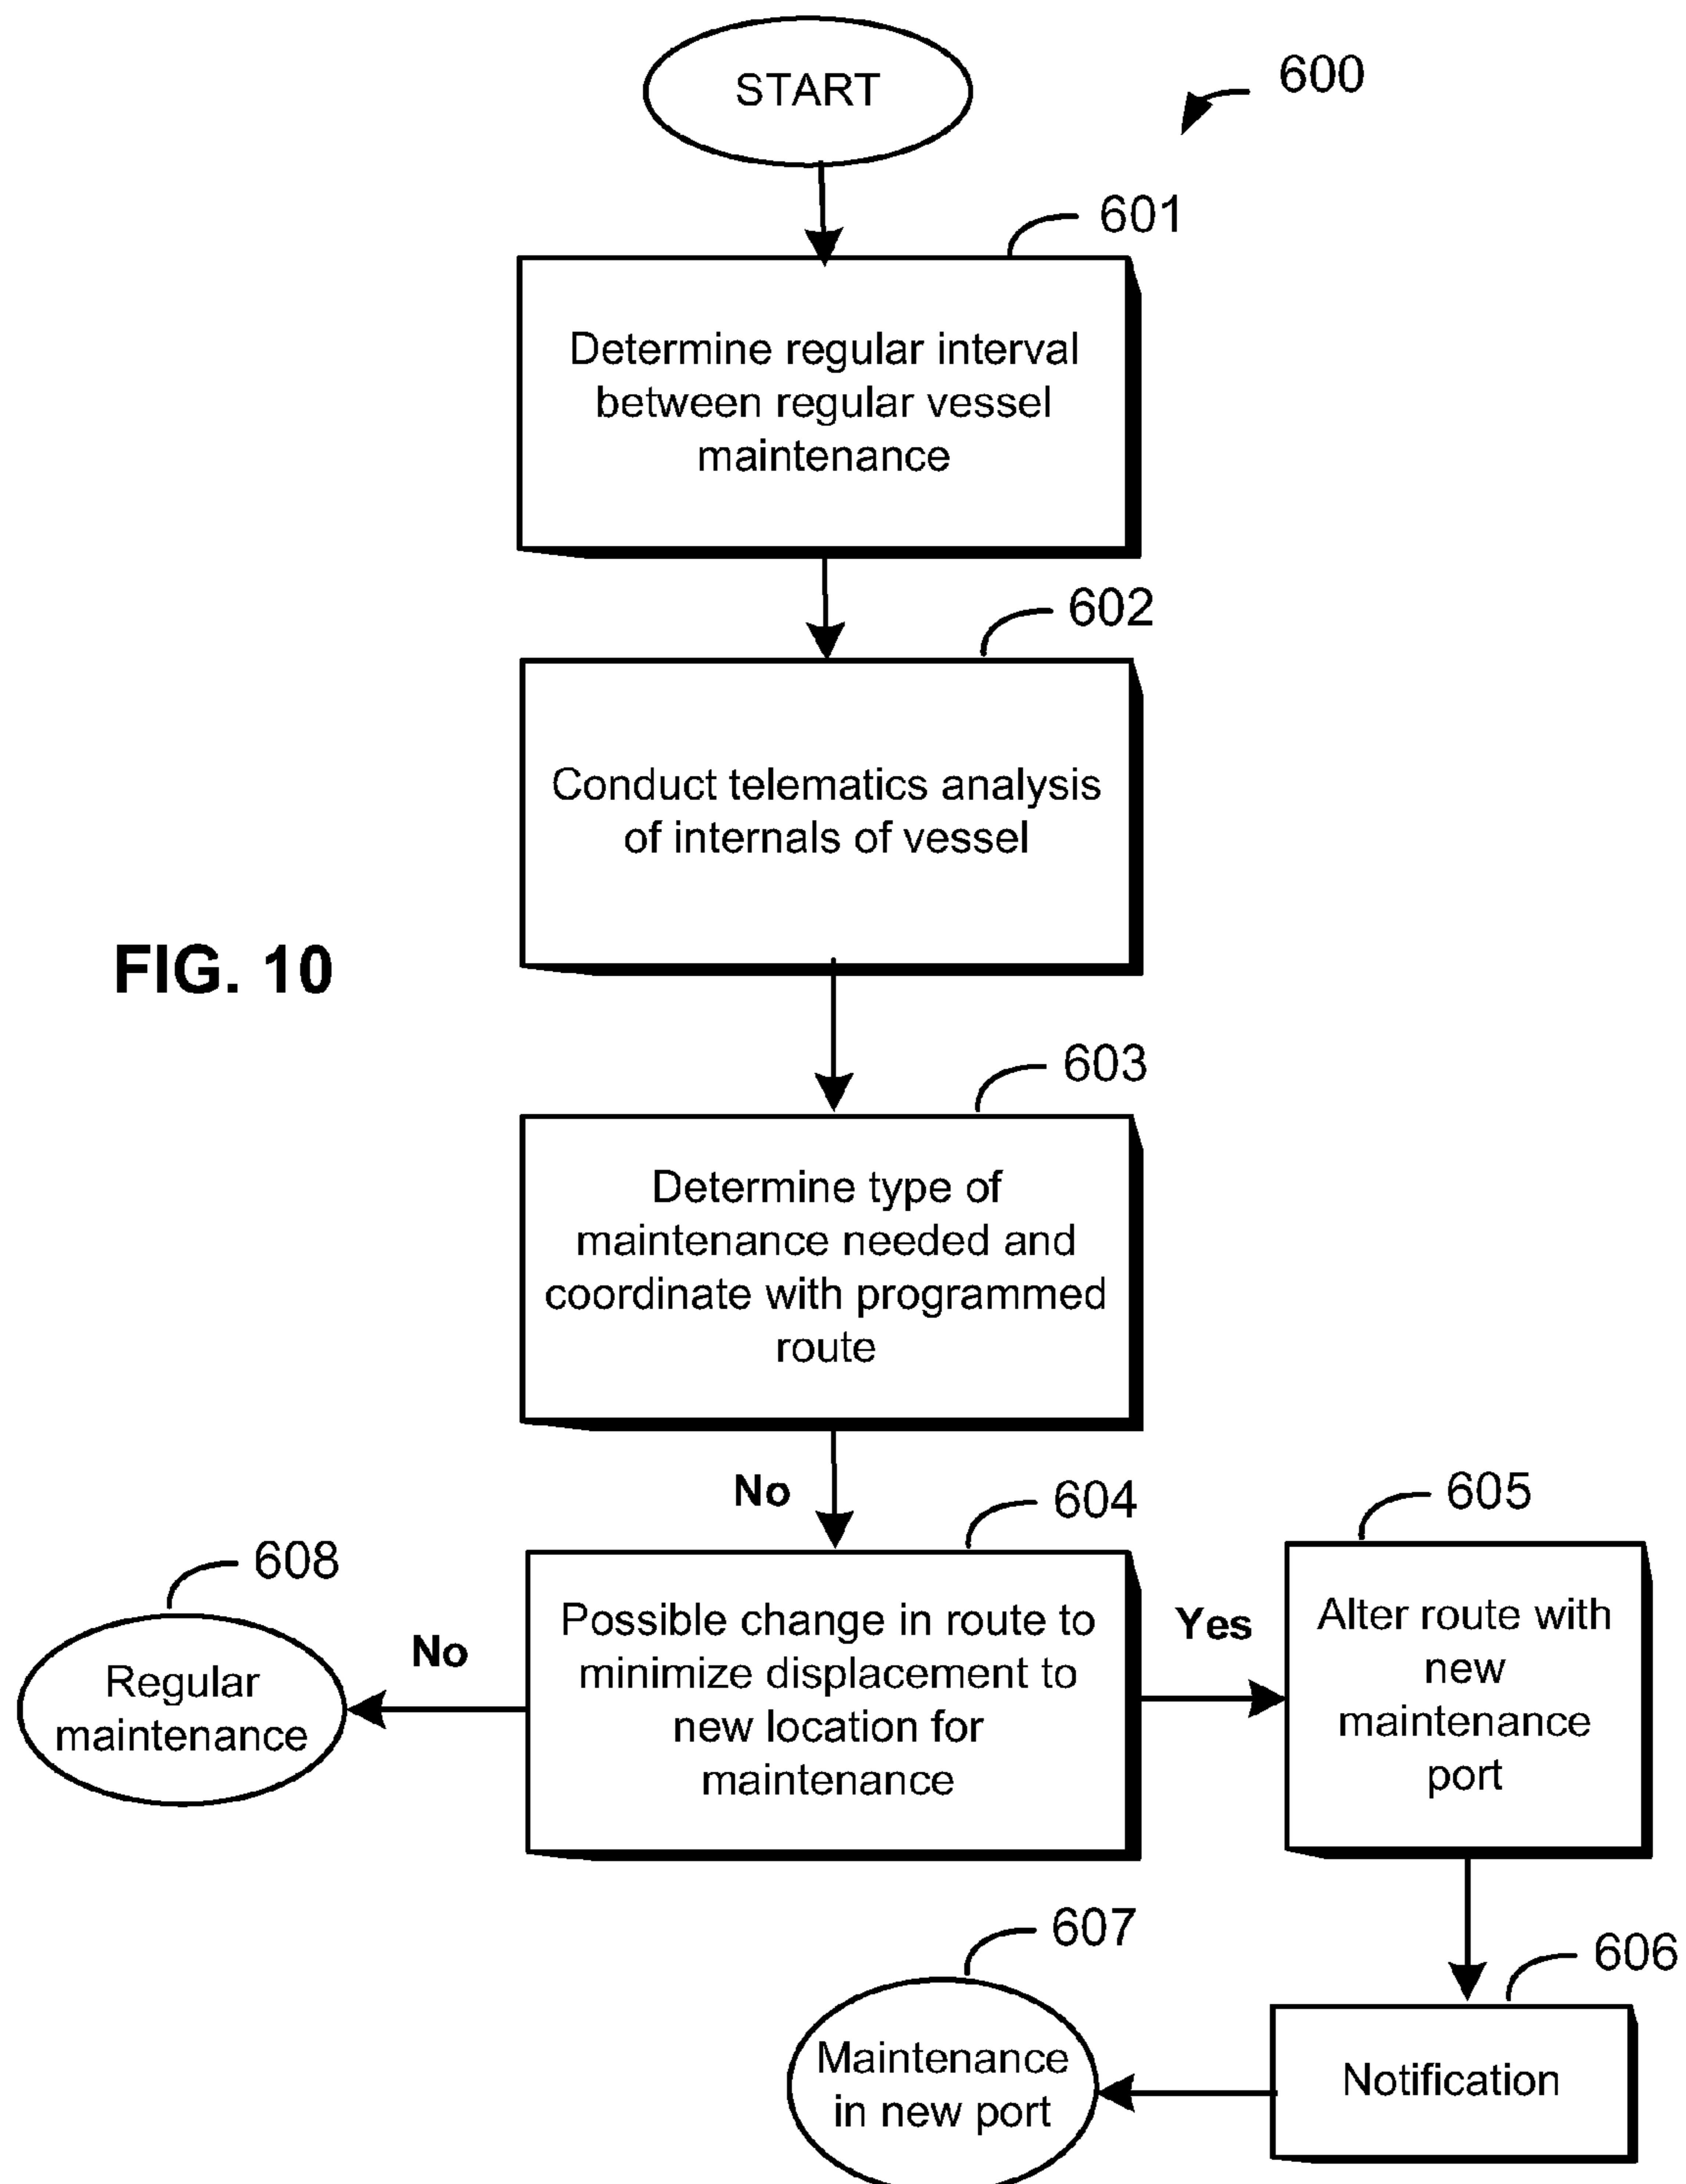 START
600
601
Determine regular interval
between regular vessel
maintenance
602
Conduct telematics analysis
of internals of vessel
FIG. 10
603
Determine type of
maintenance needed and
coordinate with programmed
route
No
604
605
608
Possible change in route to
minimize displacement to
new location for
maintenance
Yes
Alter route with
new
maintenance
port
No
Regular
maintenance
607
606
Maintenance
in new port
Notification